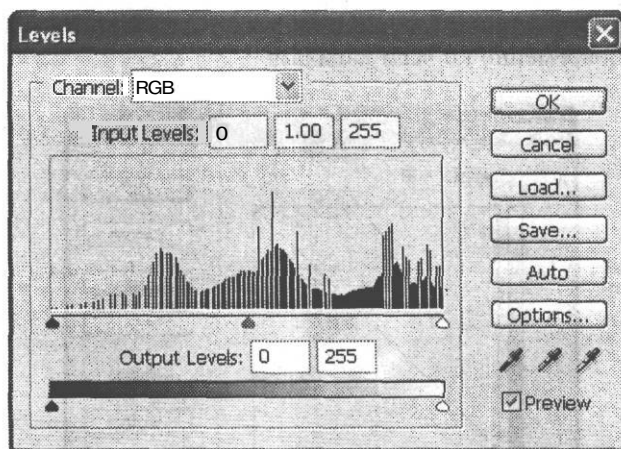 Levels
Channel: RGB
Input Levels: 0 1.00 255
Output Levels: 0 255
OK
Cancel
Load...
Save...
Auto
Options...
Preview